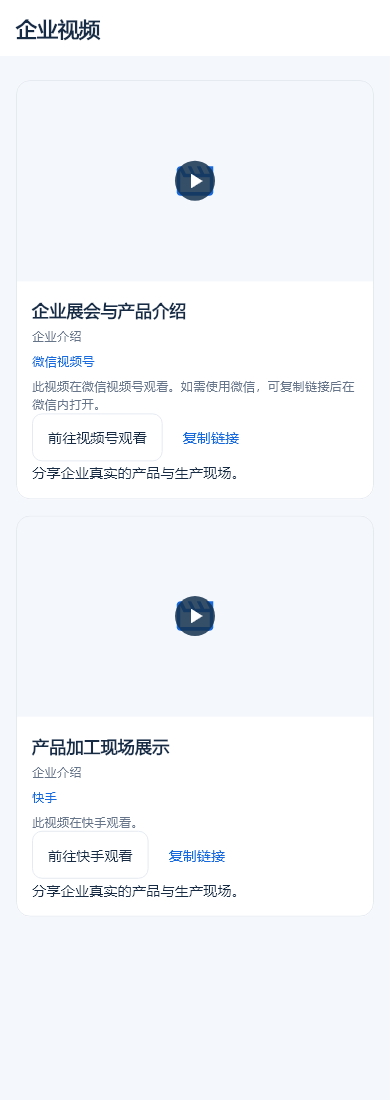 企业视频
企业展会与产品介绍
企业介绍
微信视频号
此视频在微信视频号观看。如需使用微信，可复制链接后在
微信内打开。
前往视频号观看
复制链接
分享企业真实的产品与生产现场。
产品加工现场展示
企业介绍
快手
此视频在快手观看。
前往快手观看
复制链接
分享企业真实的产品与生产现场。